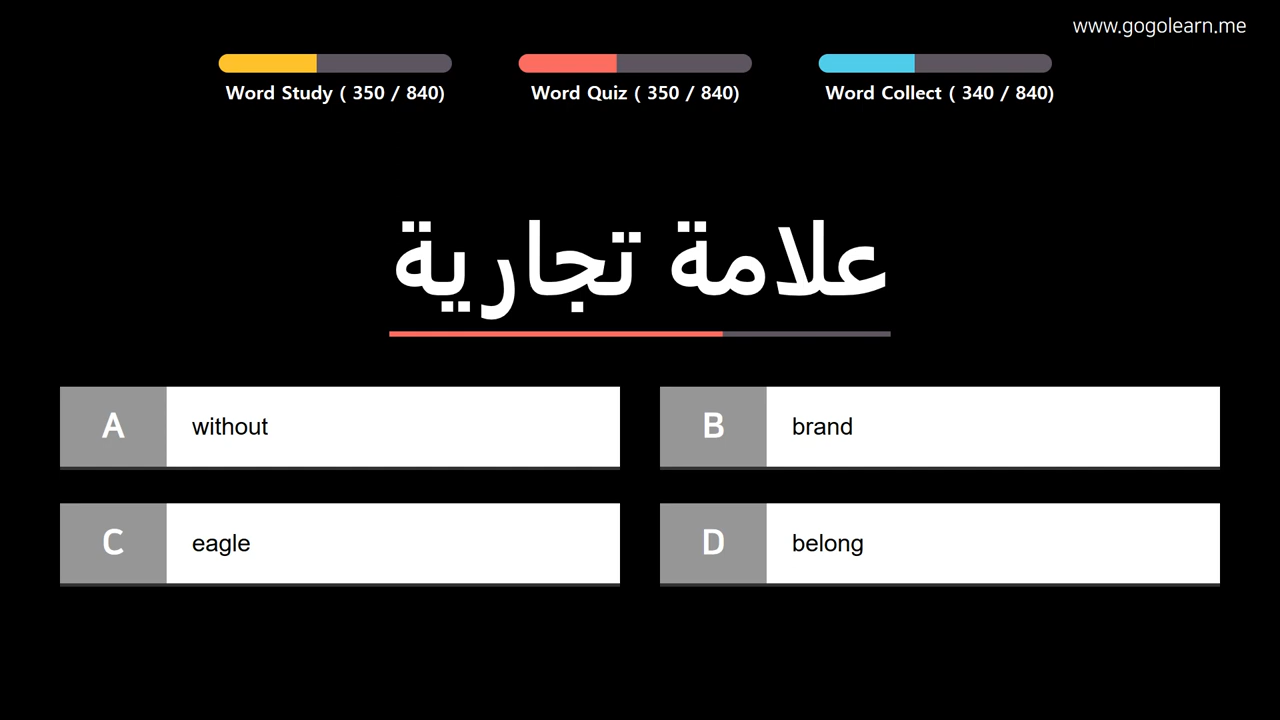 www.gogolearn.me
Word Study ( 350 / 840)
Word Quiz ( 350 / 840)
Word Collect ( 340 / 840)
علامة تجارية
A
without
B
brand
C
eagle
D
belong